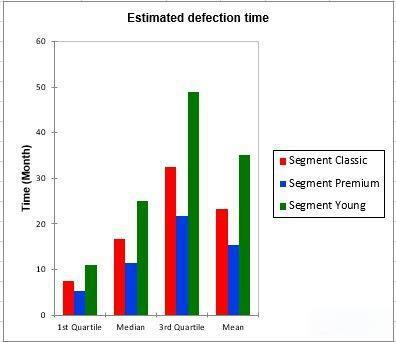 Estimated defection time
60
50
40
30
20
10
0
Time (Month)
1st Quartile Median 3rd Quartile Mean
Segment Classic
Segment Premium
Segment Young